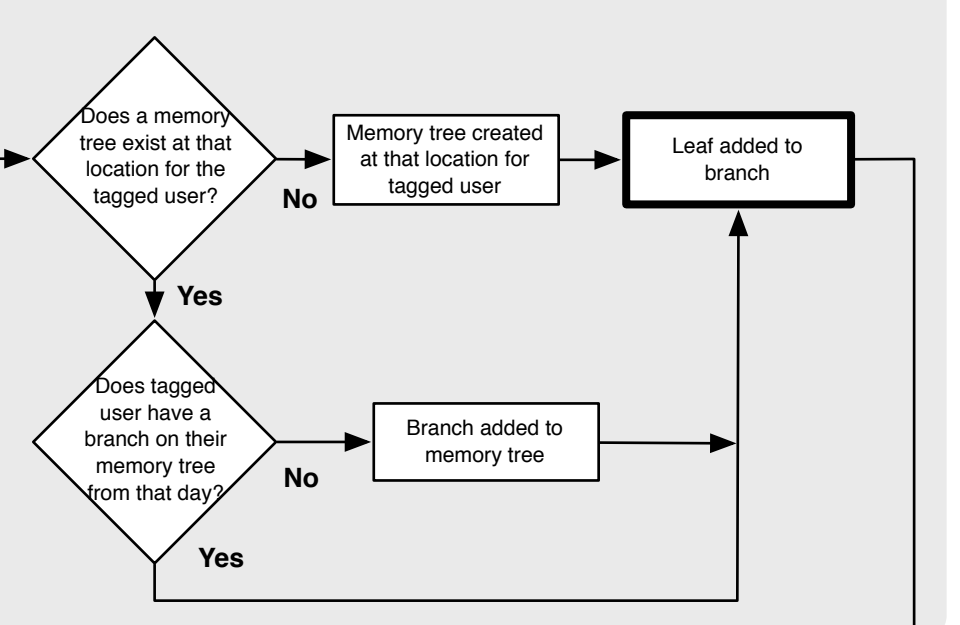 Does a memory
tree exist at that
location for the
tagged user?
No
Memory tree created
at that location for
tagged user
Leaf added to
branch
Yes
Does tagged
user have a
branch on their
memory tree
from that day?
No
Branch added to
memory tree
Yes